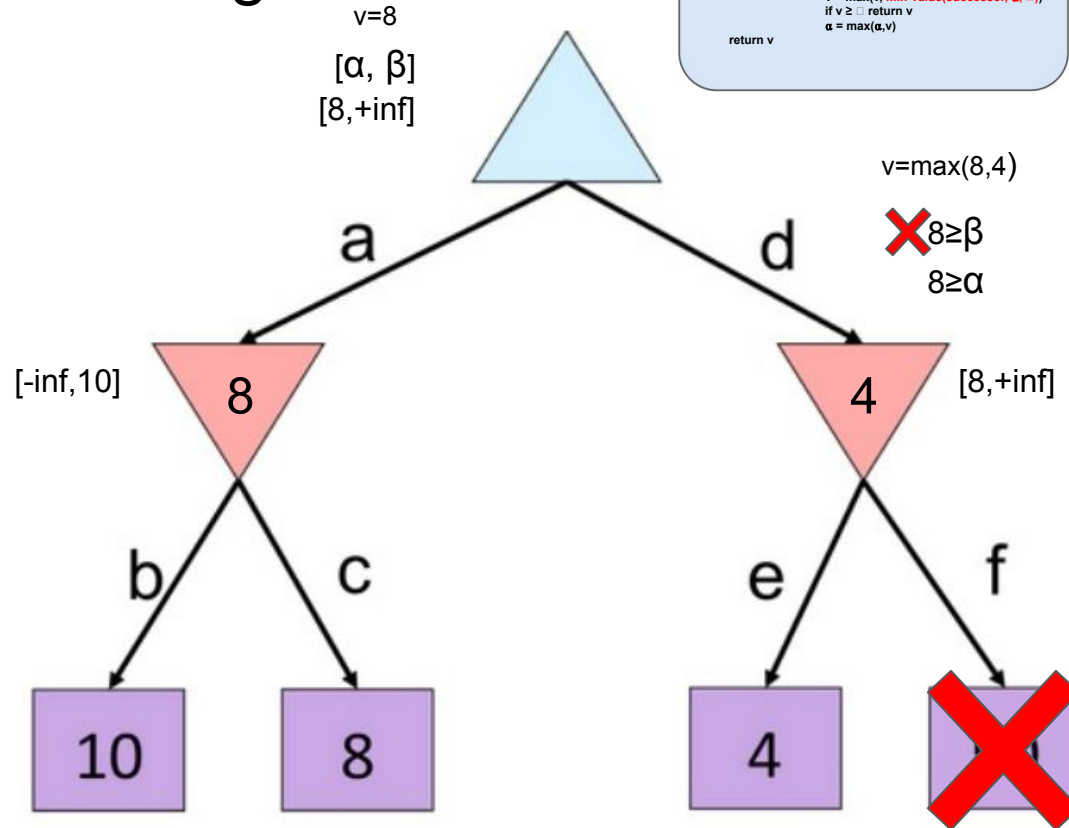 v=8
[α, β]
[8,+inf]
if v ≥ □ return v
α = max(α,v)
return v
v=max(8,4)
8≥β
8≥α
a
d
[-inf,10]
8
4
[8,+inf]
b
c
e
f
10
8
4